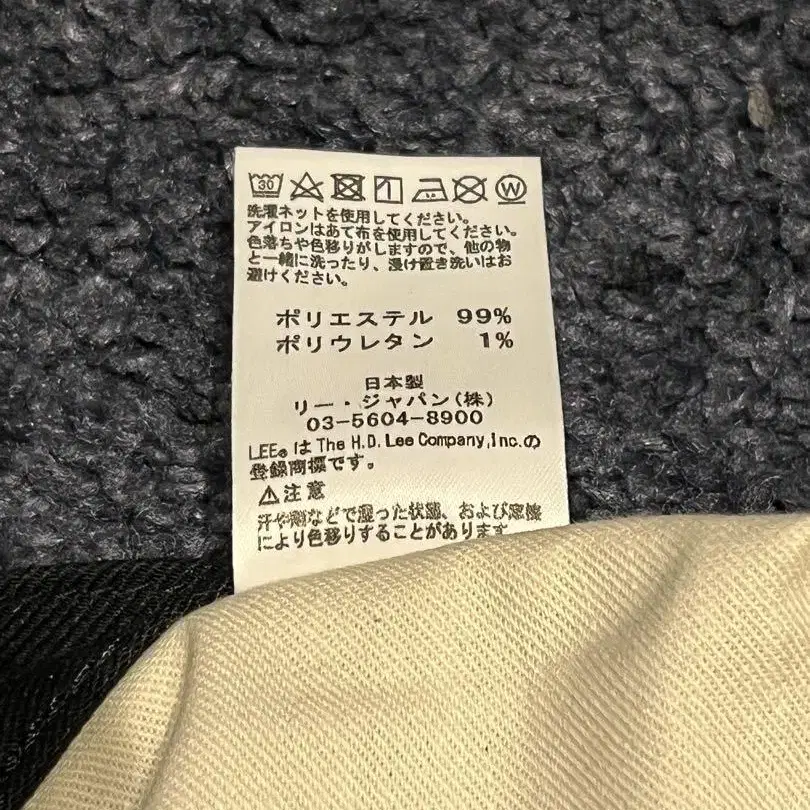 30 W
洗濯ネットを使用してください。
アイロンはあて布を使用してください。
色落ちや色移りがしますので、他の物
と一緒に洗ったり、浸け置き洗いはお
避けください。
ポリエステル 99%
ポリウレタン 1%
日本製
リー・ジャパン(株)
03-5604-8900
LEE®は The H.D. Lee Company, Inc.の
登録商標です。
⚠注意
汗や雨などで湿った状態、および摩擦
により色移りすることがあります